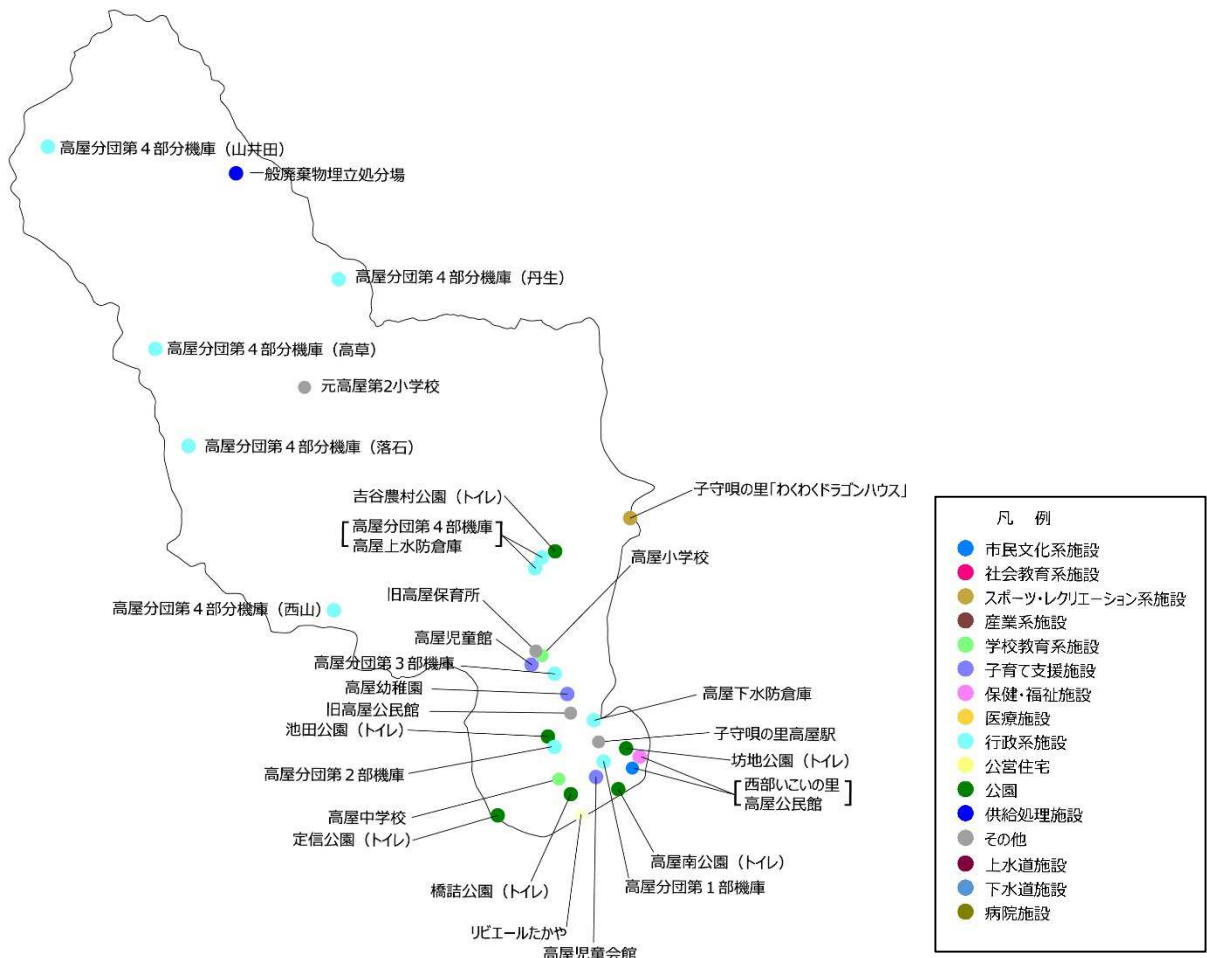 高屋分団第４部分機庫（山井田）
一般廃棄物埋立処分場
高屋分団第４部分機庫（丹生）
高屋分団第４部分機庫（高草）
元高屋第2小学校
高屋分団第４部分機庫（落石）
子守唄の里「わくわくドラゴンハウス」
吉谷農村公園（トイレ）
高屋分団第４部機庫
高屋上水防倉庫
高屋小学校
旧高屋保育所
高屋分団第４部分機庫（西山）
高屋児童館
高屋分団第３部機庫
高屋幼稚園
高屋下水防倉庫
旧高屋公民館
池田公園（トイレ）
子守唄の里高屋駅
坊地公園（トイレ）
高屋分団第２部機庫
西部いこいの里
高屋公民館
高屋中学校
定信公園（トイレ）
高屋南公園（トイレ）
高屋分団第１部機庫
橋詰公園（トイレ）
リビエールたかや
高屋児童会館
凡 例
市民文化系施設
社会教育系施設
スポーツ・レクリエーション系施設
産業系施設
学校教育系施設
子育て支援施設
保健・福祉施設
医療施設
行政系施設
公営住宅
公園
供給処理施設
その他
上水道施設
下水道施設
病院施設